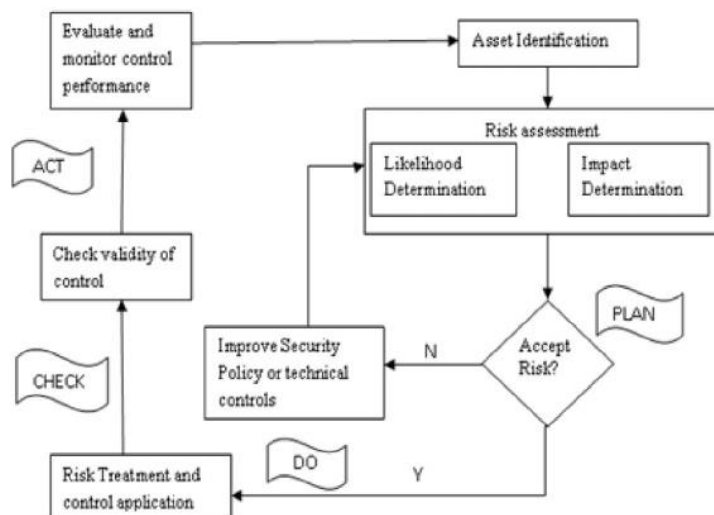 Evaluate and
monitor control
performance
Asset Identification
Risk assessment
Likelihood
Determination
Impact
Determination
ACT
Check validity of
control
PLAN
Accept
Risk?
N
Improve Security
Policy or technical
controls
CHECK
DO
Y
Risk Treatment and
control application